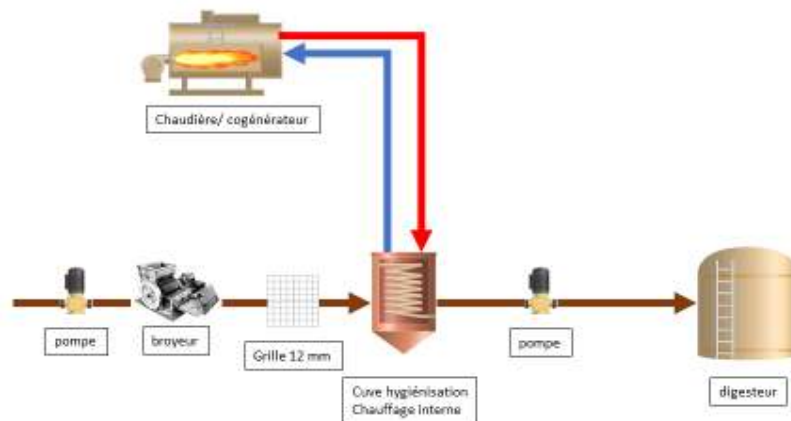 Chaudière/ cogénérateur
pompe
broyeur
Grille 12 mm
Cuve hygiénisation
Chauffage interne
pompe
digesteur